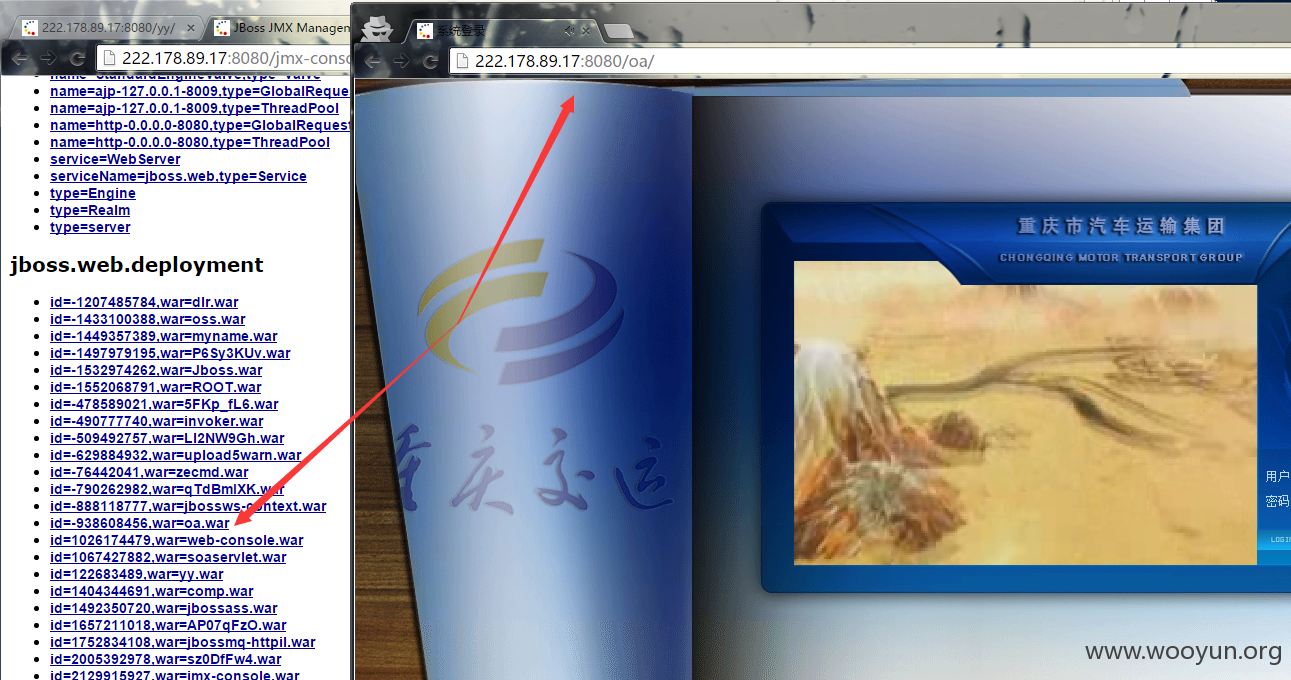 222.178.89.17:8080/yy/
JBoss JMX Managem
系统登录
222.178.89.17:8080/jmx-conso
222.178.89.17:8080/oa/
name=StandardEngineValve,type=Valve
name=ajp-127.0.0.1-8009,type=GlobalReque
name=ajp-127.0.0.1-8009,type=ThreadPool
name=http-0.0.0.0-8080,type=GlobalRequest
name=http-0.0.0.0-8080,type=ThreadPool
service=WebServer
serviceName=jboss.web,type=Service
type=Engine
type=Realm
type=server
jboss.web.deployment
id=-1207485784,war=dlr.war
id=-1433100388,war=oss.war
id=-1449357389,war=myname.war
id=-1497979195,war=P6Sy3KUv.war
id=-1532974262,war=Jboss.war
id=-1552068791,war=ROOT.war
id=-478589021,war=5FKp_fL6.war
id=-490777740,war=invoker.war
id=-509492757,war=LI2NW9Gh.war
id=-629884932,war=upload5warn.war
id=-76442041,war=zecmd.war
id=-790262982,war=qTdBmlXK.war
id=-888118777,war=jbossws-context.war
id=-938608456,war=oa.war
id=1026174479,war=web-console.war
id=1067427882,war=soaservlet.war
id=122683489,war=yy.war
id=1404344691,war=comp.war
id=1492350720,war=jbossass.war
id=1657211018,war=AP07qFzO.war
id=1752834108,war=jbossmq-httpil.war
id=2005392978,war=sz0DfFw4.war
id=2129915927,war=jmx-console.war
重庆交运
重庆市汽车运输集团
CHONGQING MOTOR TRANSPORT GROUP
用户
密码
LOGI
www.wooyun.org